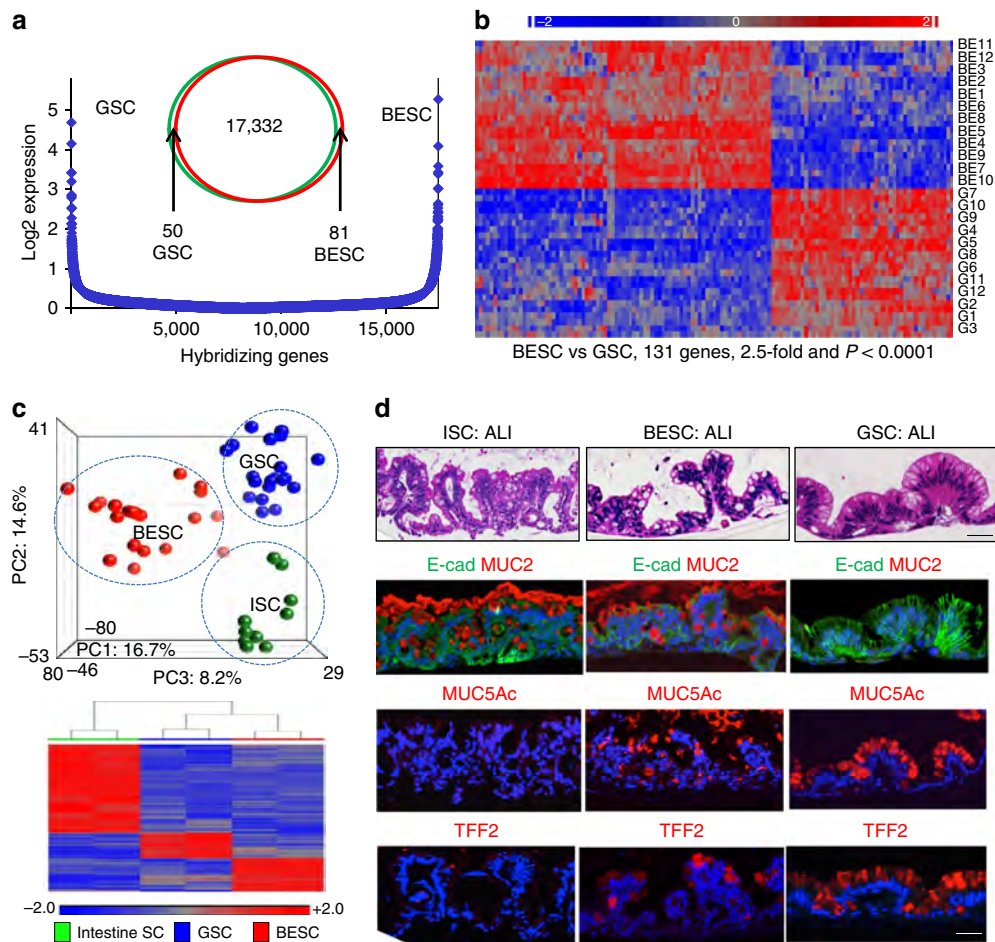 a
GSC
BESC
17,332
50
GSC
81
BESC
Log2 expression
5
4
3
2
1
0
5,000 10,000 15,000
Hybridizing genes
b
–2 0 2
BE11
BE12
BE3
BE2
BE1
BE6
BE8
BE5
BE4
BE9
BE7
BE10
G7
G10
G9
G4
G5
G8
G6
G11
G12
G2
G1
G3
BESC vs GSC, 131 genes, 2.5-fold and P < 0.0001
c
41
GSC
BESC
ISC
PC2: 14.6%
–80
PC1: 16.7%
–53
80 –46
PC3: 8.2%
29
–2.0 +2.0
Intestine SC GSC BESC
d
ISC: ALI BESC: ALI GSC: ALI
E-cad MUC2 E-cad MUC2 E-cad MUC2
MUC5Ac MUC5Ac MUC5Ac
TFF2 TFF2 TFF2